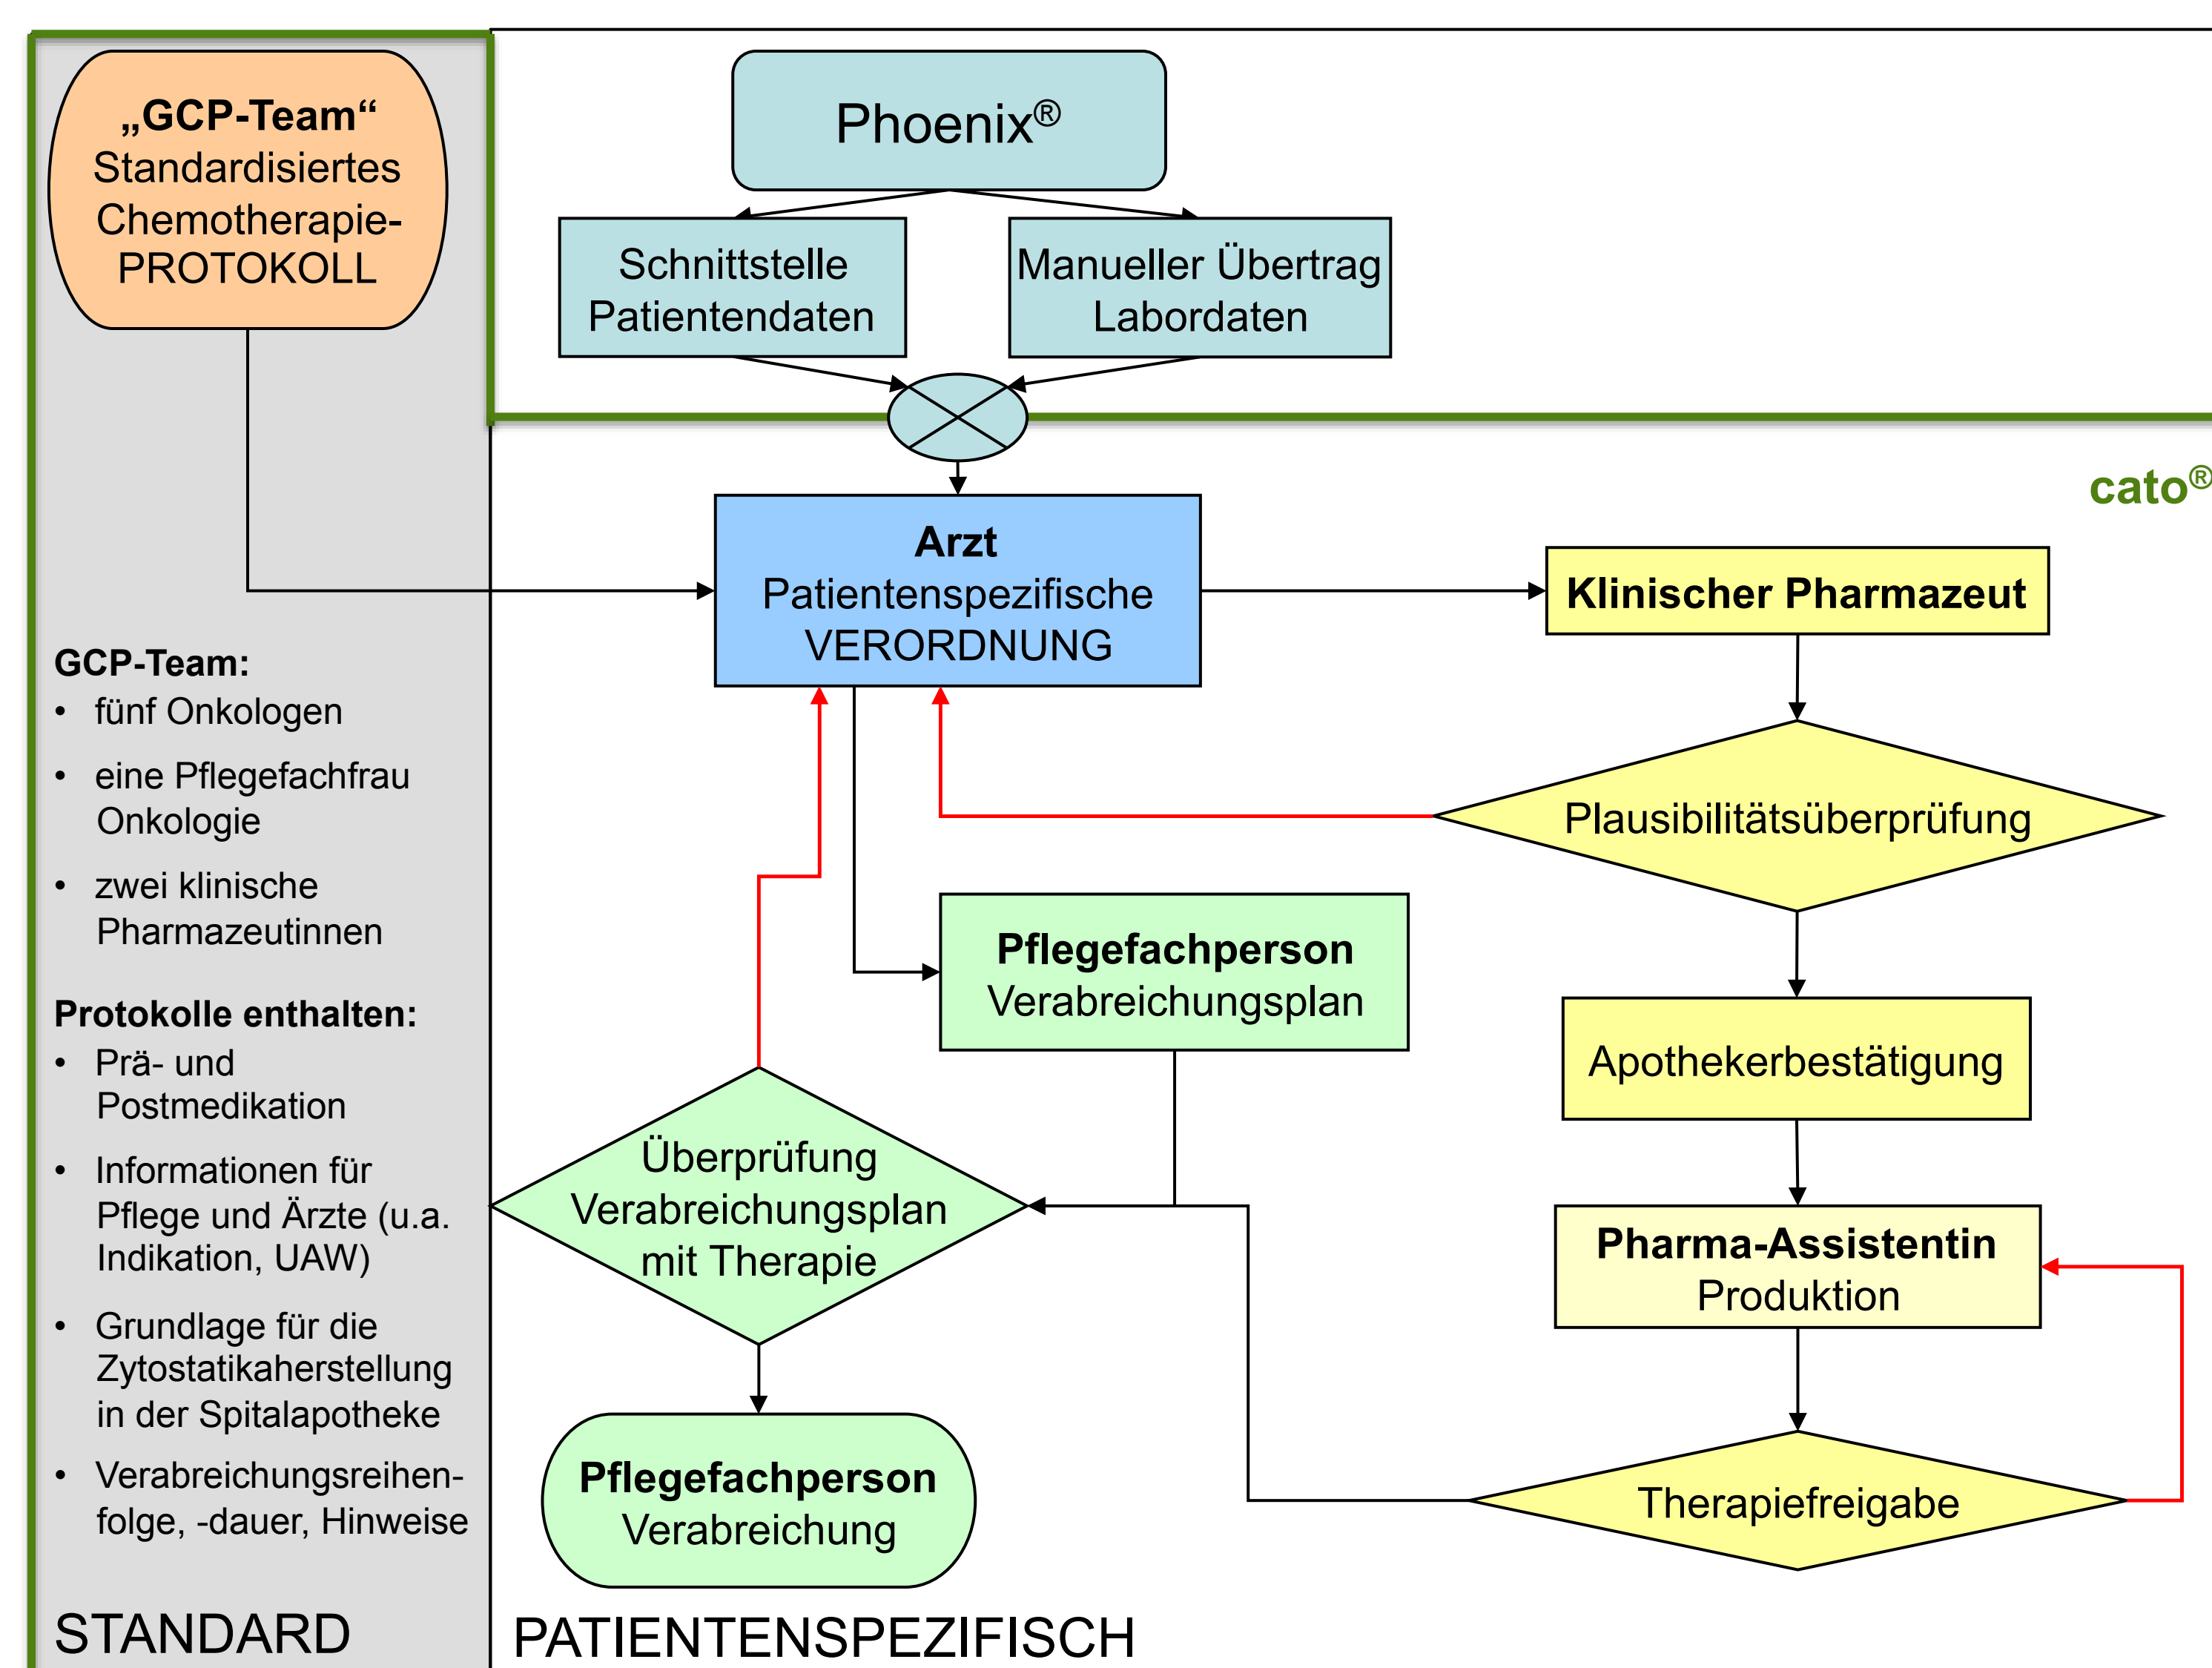 „GCP-Team“
Standardisiertes
Chemotherapie-
PROTOKOLL
Phoenix®
Schnittstelle
Patientendaten
Manueller Übertrag
Labordaten
cato®
Arzt
Patientenspezifische
VERORDNUNG
Klinischer Pharmazeut
Plausibilitätsüberprüfung
Pflegefachperson
Verabreichungsplan
Apothekerbestätigung
Überprüfung
Verabreichungsplan
mit Therapie
Pharma-Assistentin
Produktion
Therapiefreigabe
Pflegefachperson
Verabreichung
GCP-Team:
• fünf Onkologen
• eine Pflegefachfrau
Onkologie
• zwei klinische
Pharmazeutinnen
Protokolle enthalten:
• Prä- und
Postmedikation
• Informationen für
Pflege und Ärzte (u.a.
Indikation, UAW)
• Grundlage für die
Zytostatikaherstellung
in der Spitalapotheke
• Verabreichungsreihen-
folge, -dauer, Hinweise
STANDARD
PATIENTENSPEZIFISCH